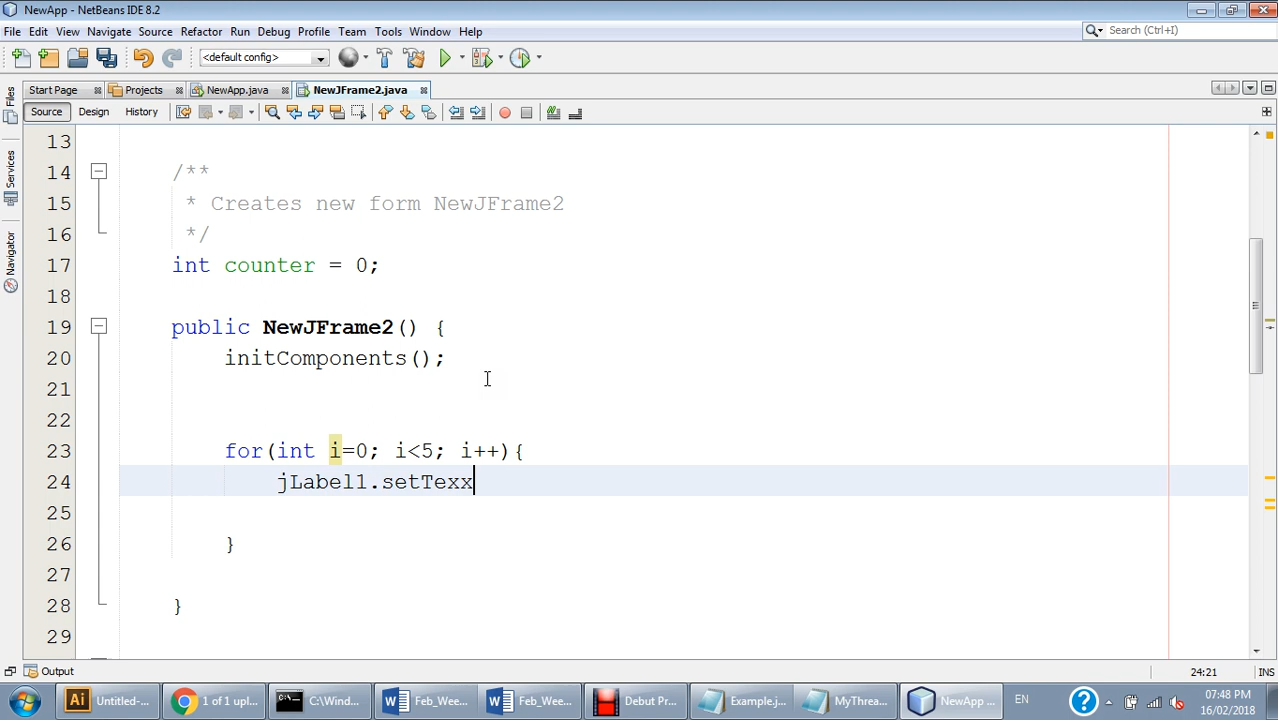 NewApp - NetBeans IDE 8.2
File Edit View Navigate Source Refactor Run Debug Profile Team Tools Window Help
Search (Ctrl+I)
<default config>
Start Page Projects NewApp.java NewJFrame2.java
Source Design History
Files
Services
Navigator
13
14 /**
15 * Creates new form NewJFrame2
16 */
17 int counter = 0;
18
19 public NewJFrame2() {
20 initComponents();
21
22
23 for(int i=0; i<5; i++){
24 jLabel1.setTexx
25
26 }
27
28 }
29
Output
24:21 INS
Untitled-... 1 of 1 upl... C:\Wind... Feb_Wee... Feb_Wee... Debut Pr... Example.j... MyThrea... NewApp ... EN
07:48 PM
16/02/2018